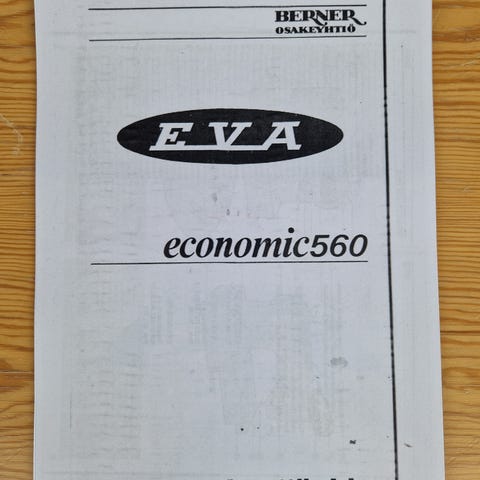 BERNER
OSAKEYHTIÖ
EVA
economic560